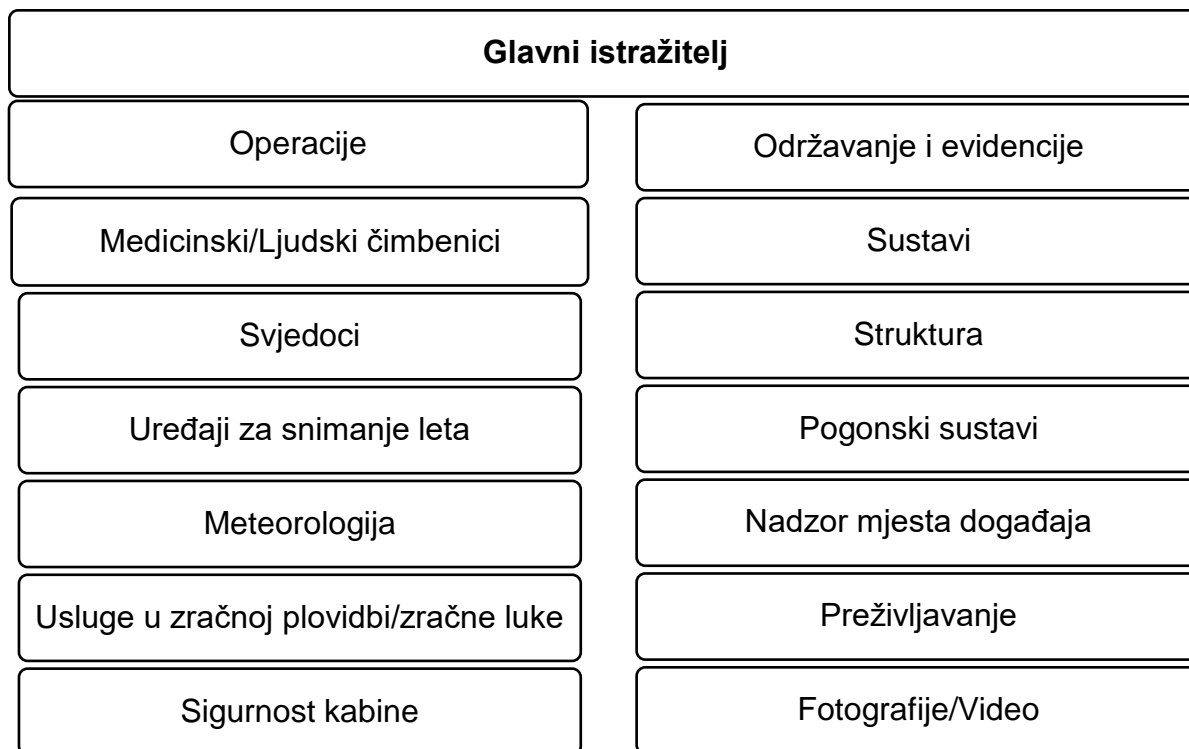 Glavni istražitelj
Operacije
Održavanje i evidencije
Medicinski/Ljudski čimbenici
Sustavi
Svjedoci
Struktura
Uređaji za snimanje leta
Pogonski sustavi
Meteorologija
Nadzor mjesta događaja
Usluge u zračnoj plovidbi/zračne luke
Preživljavanje
Sigurnost kabine
Fotografije/Video